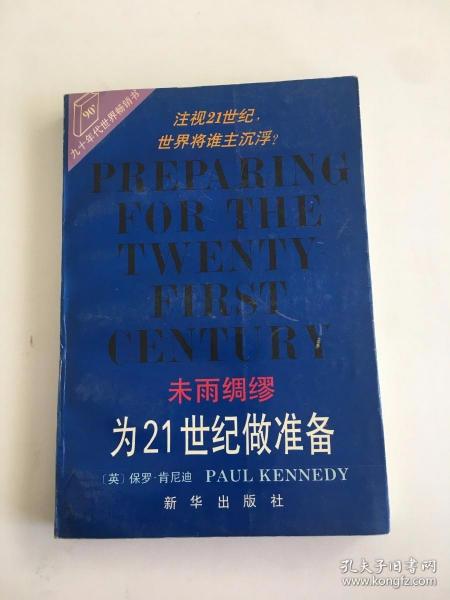 90'
九十年代世界畅销书
注视21世纪，
世界将谁主沉浮？
PREPARING
FOR THE
TWENTY
FIRST
CENTURY
未雨绸缪
为21世纪做准备
〔英〕保罗·肯尼迪 PAUL KENNEDY
新华出版社
孔夫子旧书网
www.kongfz.com